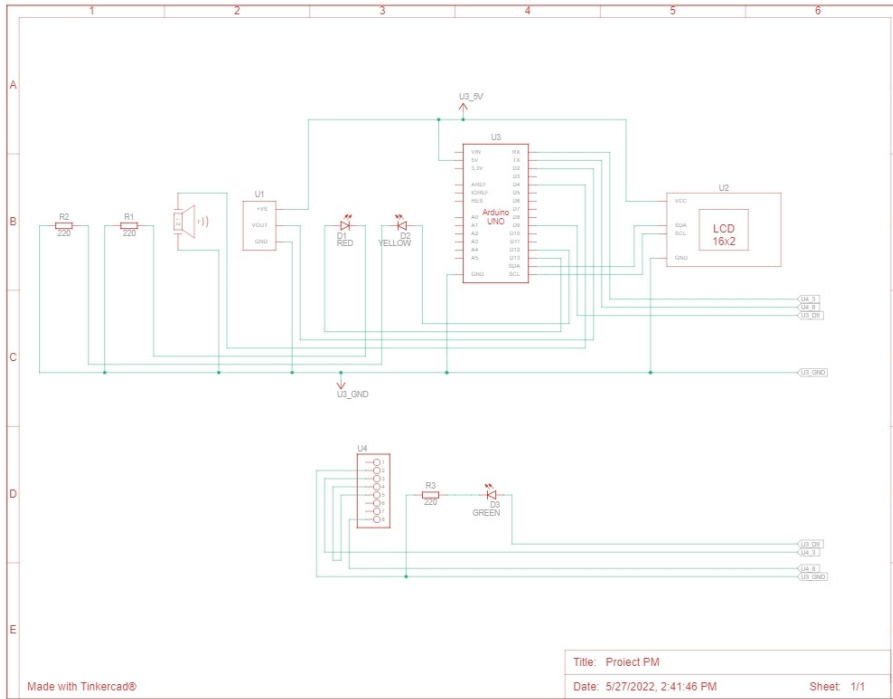 1 2 3 4 5 6
A
B
C
D
E
U3_5V
U3
VIN
5V
3.3V
AREF
IOREF
RES
A0
A1
A2
A3
A4
A5
GND
Arduino
UNO
RX
TX
D2
D3
D4
D5
D6
D7
D8
D9
D10
D11
D12
D13
SDA
SCL
R2
220
R1
220
U1
+VS
VOUT
GND
D1
RED
D2
YELLOW
U2
VCC
SDA
SCL
GND
LCD
16x2
U4_3
U4_8
U3_D9
U3_GND
U3_GND
U4
1
2
3
4
5
6
7
8
R3
220
D3
GREEN
U3_D9
U4_3
U4_8
U3_GND
Made with Tinkercad®
Title: Proiect PM
Date: 5/27/2022, 2:41:46 PM Sheet: 1/1